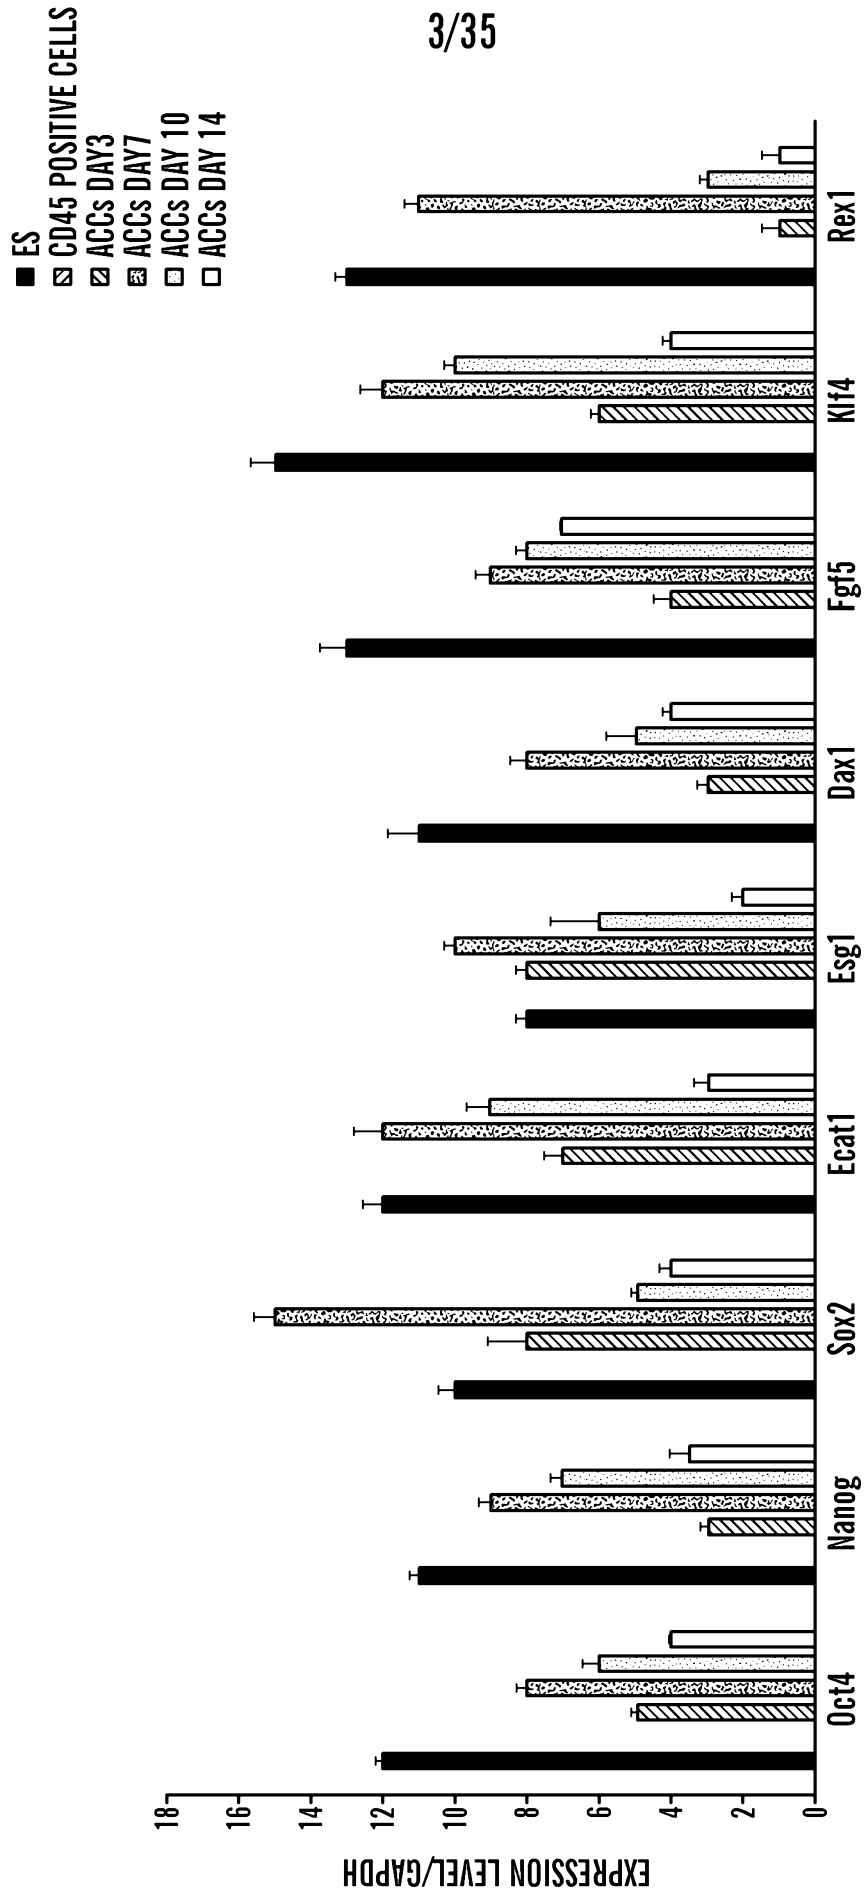 3/35
ES
CD45 POSITIVE CELLS
ACCs DAY3
ACCs DAY7
ACCs DAY 10
ACCs DAY 14
EXPRESSION LEVEL/GAPDH
18
16
14
12
10
8
6
4
2
0
Oct4 Nanog Sox2 Ecat1 Esg1 Dax1 Fgf5 Klf4 Rex1